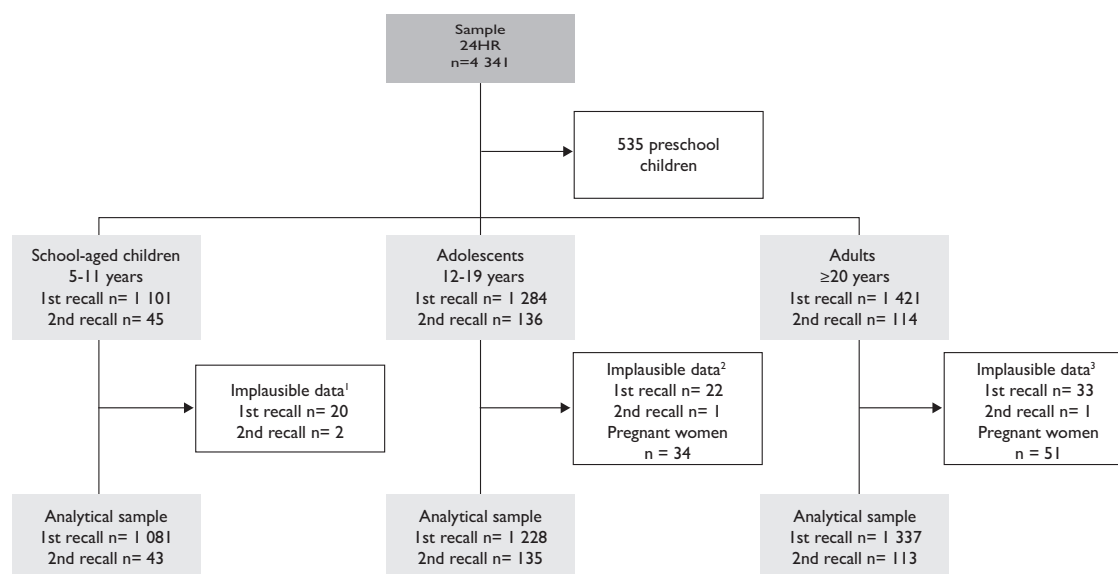 Sample
24HR
n=4 341
535 preschool
children
School-aged children
5-11 years
1st recall n= 1 101
2nd recall n= 45
Adolescents
12-19 years
1st recall n= 1 284
2nd recall n= 136
Adults
≥20 years
1st recall n= 1 421
2nd recall n= 114
Implausible data¹
1st recall n= 20
2nd recall n= 2
Implausible data²
1st recall n= 22
2nd recall n= 1
Pregnant women
n = 34
Implausible data³
1st recall n= 33
2nd recall n= 1
Pregnant women
n = 51
Analytical sample
1st recall n= 1 081
2nd recall n= 43
Analytical sample
1st recall n= 1 228
2nd recall n= 135
Analytical sample
1st recall n= 1 337
2nd recall n= 113